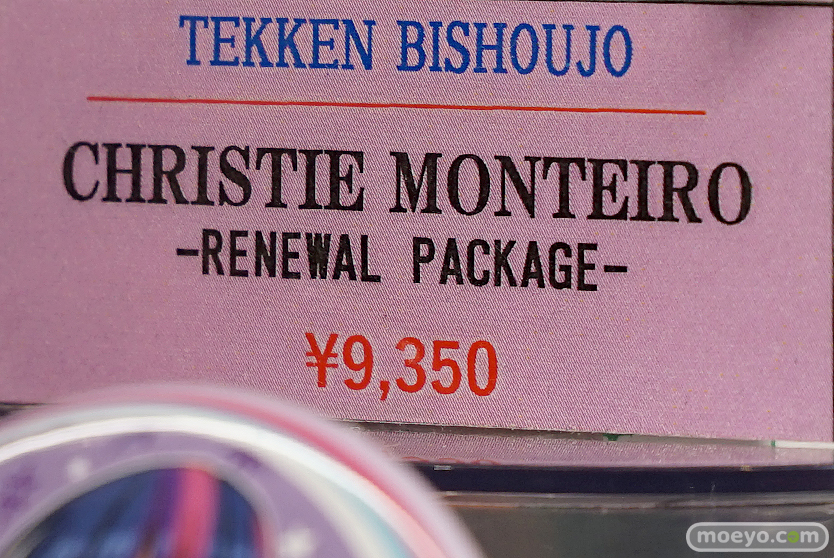 TEKKEN BISHOUJO
CHRISTIE MONTEIRO
-RENEWAL PACKAGE-
¥9,350
moeyo.com